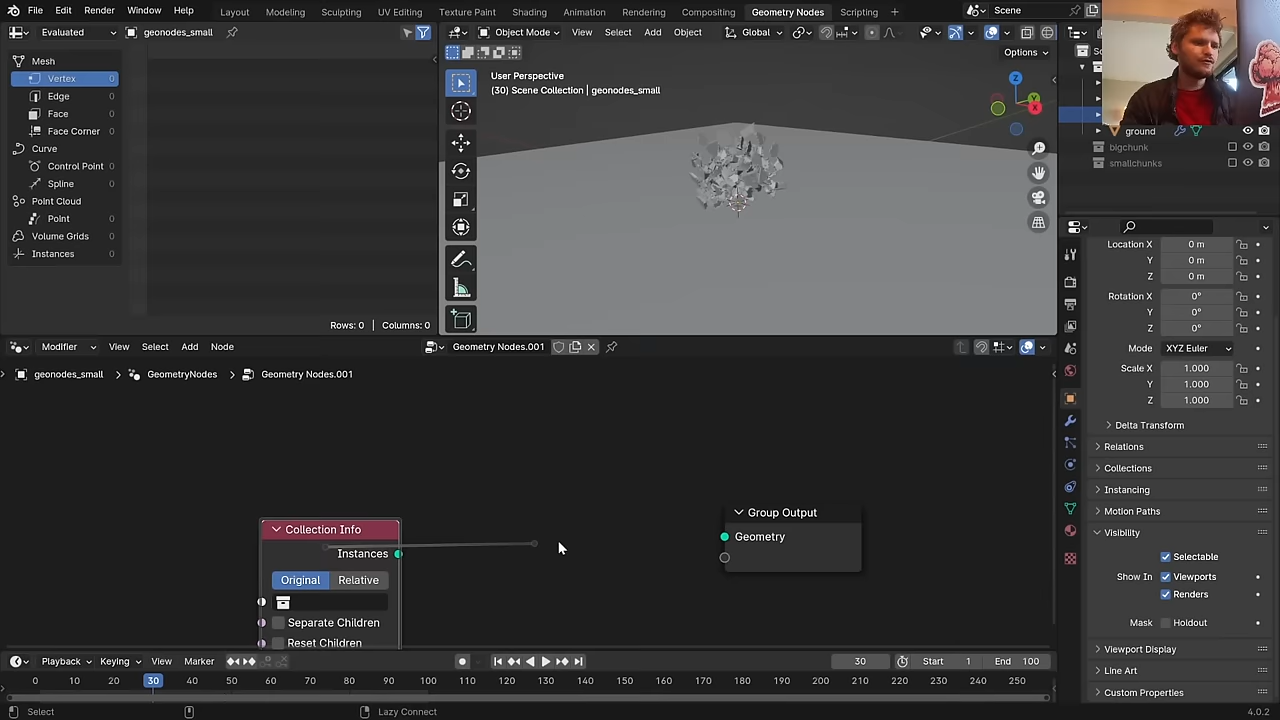 File Edit Render Window Help Layout Modeling Sculpting UV Editing Texture Paint Shading Animation Rendering Compositing Geometry Nodes Scripting + Scene
Evaluated geonodes_small
Object Mode View Select Add Object Global
Options
Mesh
Vertex 0
Edge 0
Face 0
Face Corner 0
Curve
Control Point 0
Spline 0
Point Cloud
Point 0
Volume Grids 0
Instances 0
Rows: 0 | Columns: 0
User Perspective
(30) Scene Collection | geonodes_small
Z
Y
X
ground
bigchunk
smallchunks
Location X 0 m
Y 0 m
Z 0 m
Rotation X 0°
Y 0°
Z 0°
Mode XYZ Euler
Scale X 1.000
Y 1.000
Z 1.000
Delta Transform
Relations
Collections
Instancing
Motion Paths
Visibility
Selectable
Show In Viewports
Renders
Mask Holdout
Viewport Display
Line Art
Custom Properties
Modifier View Select Add Node Geometry Nodes.001
geonodes_small > GeometryNodes > Geometry Nodes.001
Collection Info
Instances
Original Relative
Separate Children
Reset Children
Group Output
Geometry
Playback Keying View Marker 30 Start 1 End 100
0 10 20 30 40 50 60 70 80 90 100 110 120 130 140 150 160 170 180 190 200 210 220 230 240 250
Select Lazy Connect 4.0.2